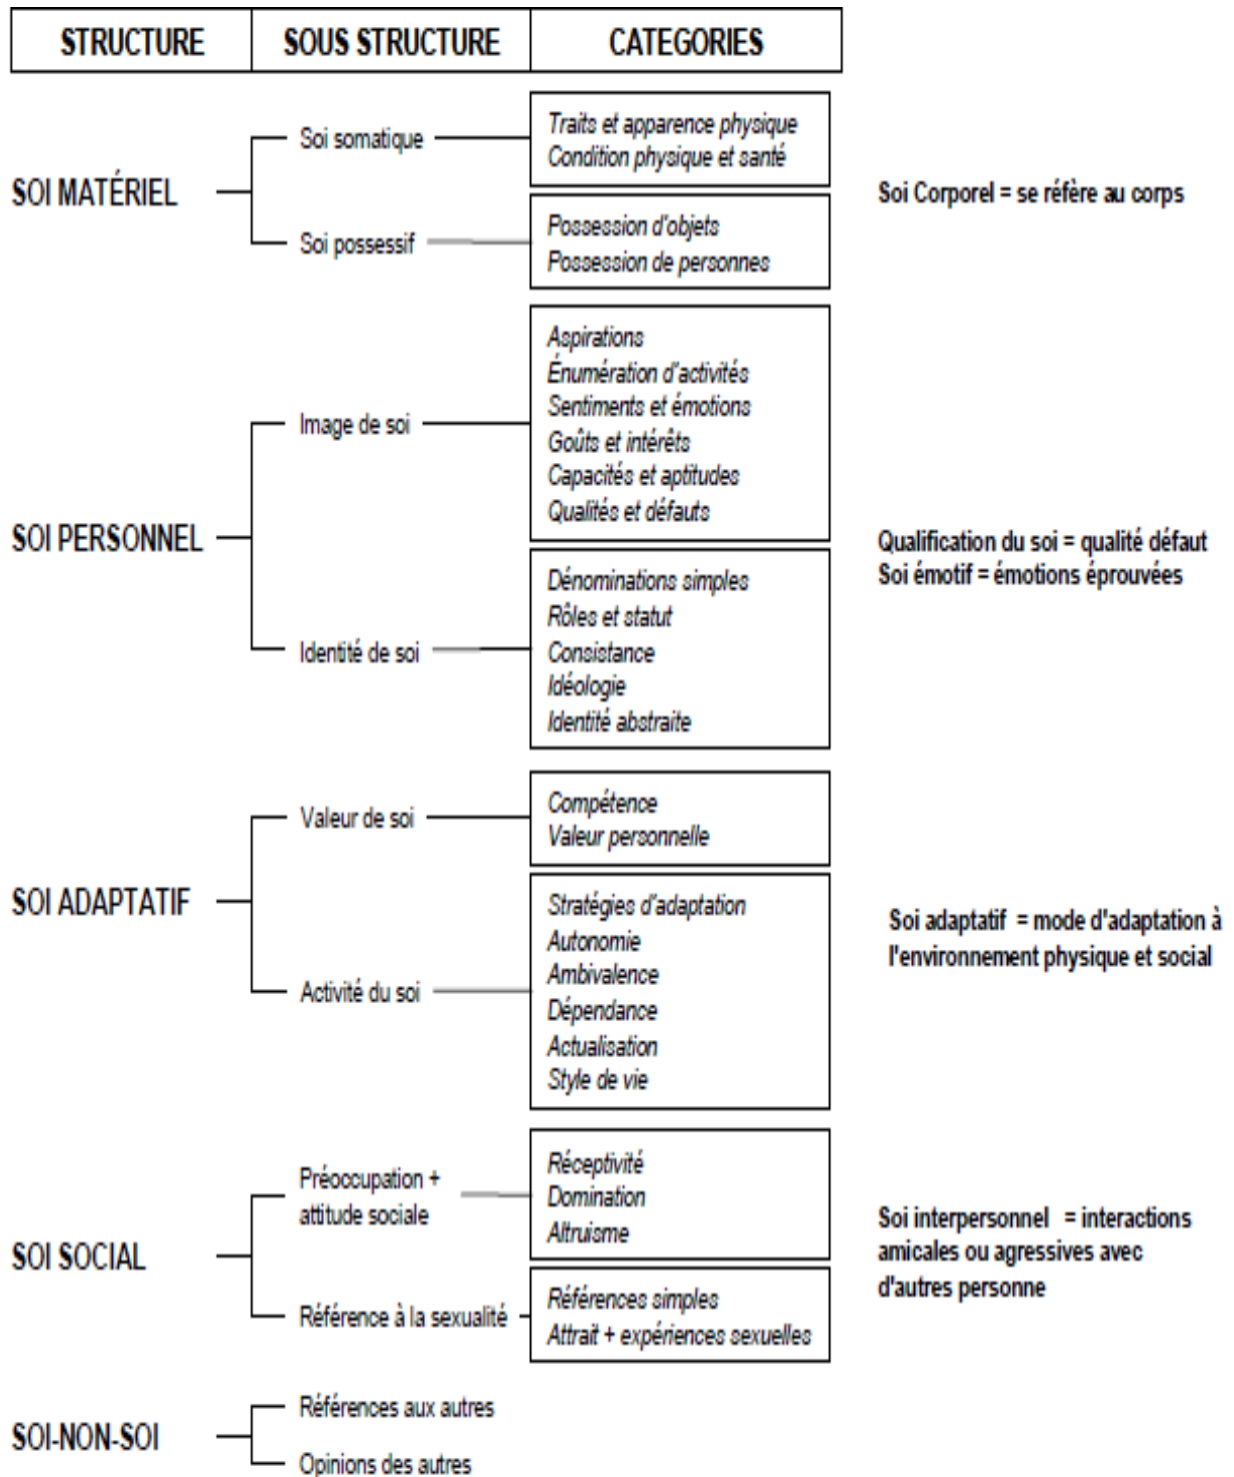 STRUCTURE SOUS STRUCTURE CATEGORIES
SOI MATÉRIEL
Soi somatique
Traits et apparence physique
Condition physique et santé
Soi possessif
Possession d'objets
Possession de personnes
Soi Corporel = se réfère au corps
SOI PERSONNEL
Image de soi
Aspirations
Énumération d'activités
Sentiments et émotions
Goûts et intérêts
Capacités et aptitudes
Qualités et défauts
Identité de soi
Dénominations simples
Rôles et statut
Consistance
Idéologie
Identité abstraite
Qualification du soi = qualité défaut
Soi émotif = émotions éprouvées
SOI ADAPTATIF
Valeur de soi
Compétence
Valeur personnelle
Activité du soi
Stratégies d'adaptation
Autonomie
Ambivalence
Dépendance
Actualisation
Style de vie
Soi adaptatif = mode d'adaptation à
l'environnement physique et social
SOI SOCIAL
Préoccupation +
attitude sociale
Réceptivité
Domination
Altruisme
Référence à la sexualité
Références simples
Attrait + expériences sexuelles
Soi interpersonnel = interactions
amicales ou agressives avec
d'autres personne
SOI-NON-SOI
Références aux autres
Opinions des autres